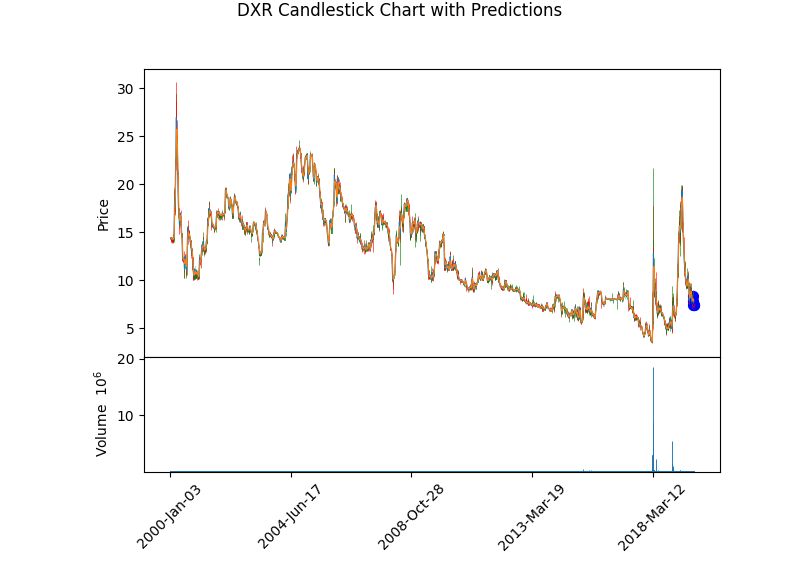 DXR Candlestick Chart with Predictions
Price
30
25
20
15
10
5
Volume 10^6
20
10
2000-Jan-03
2004-Jun-17
2008-Oct-28
2013-Mar-19
2018-Mar-12